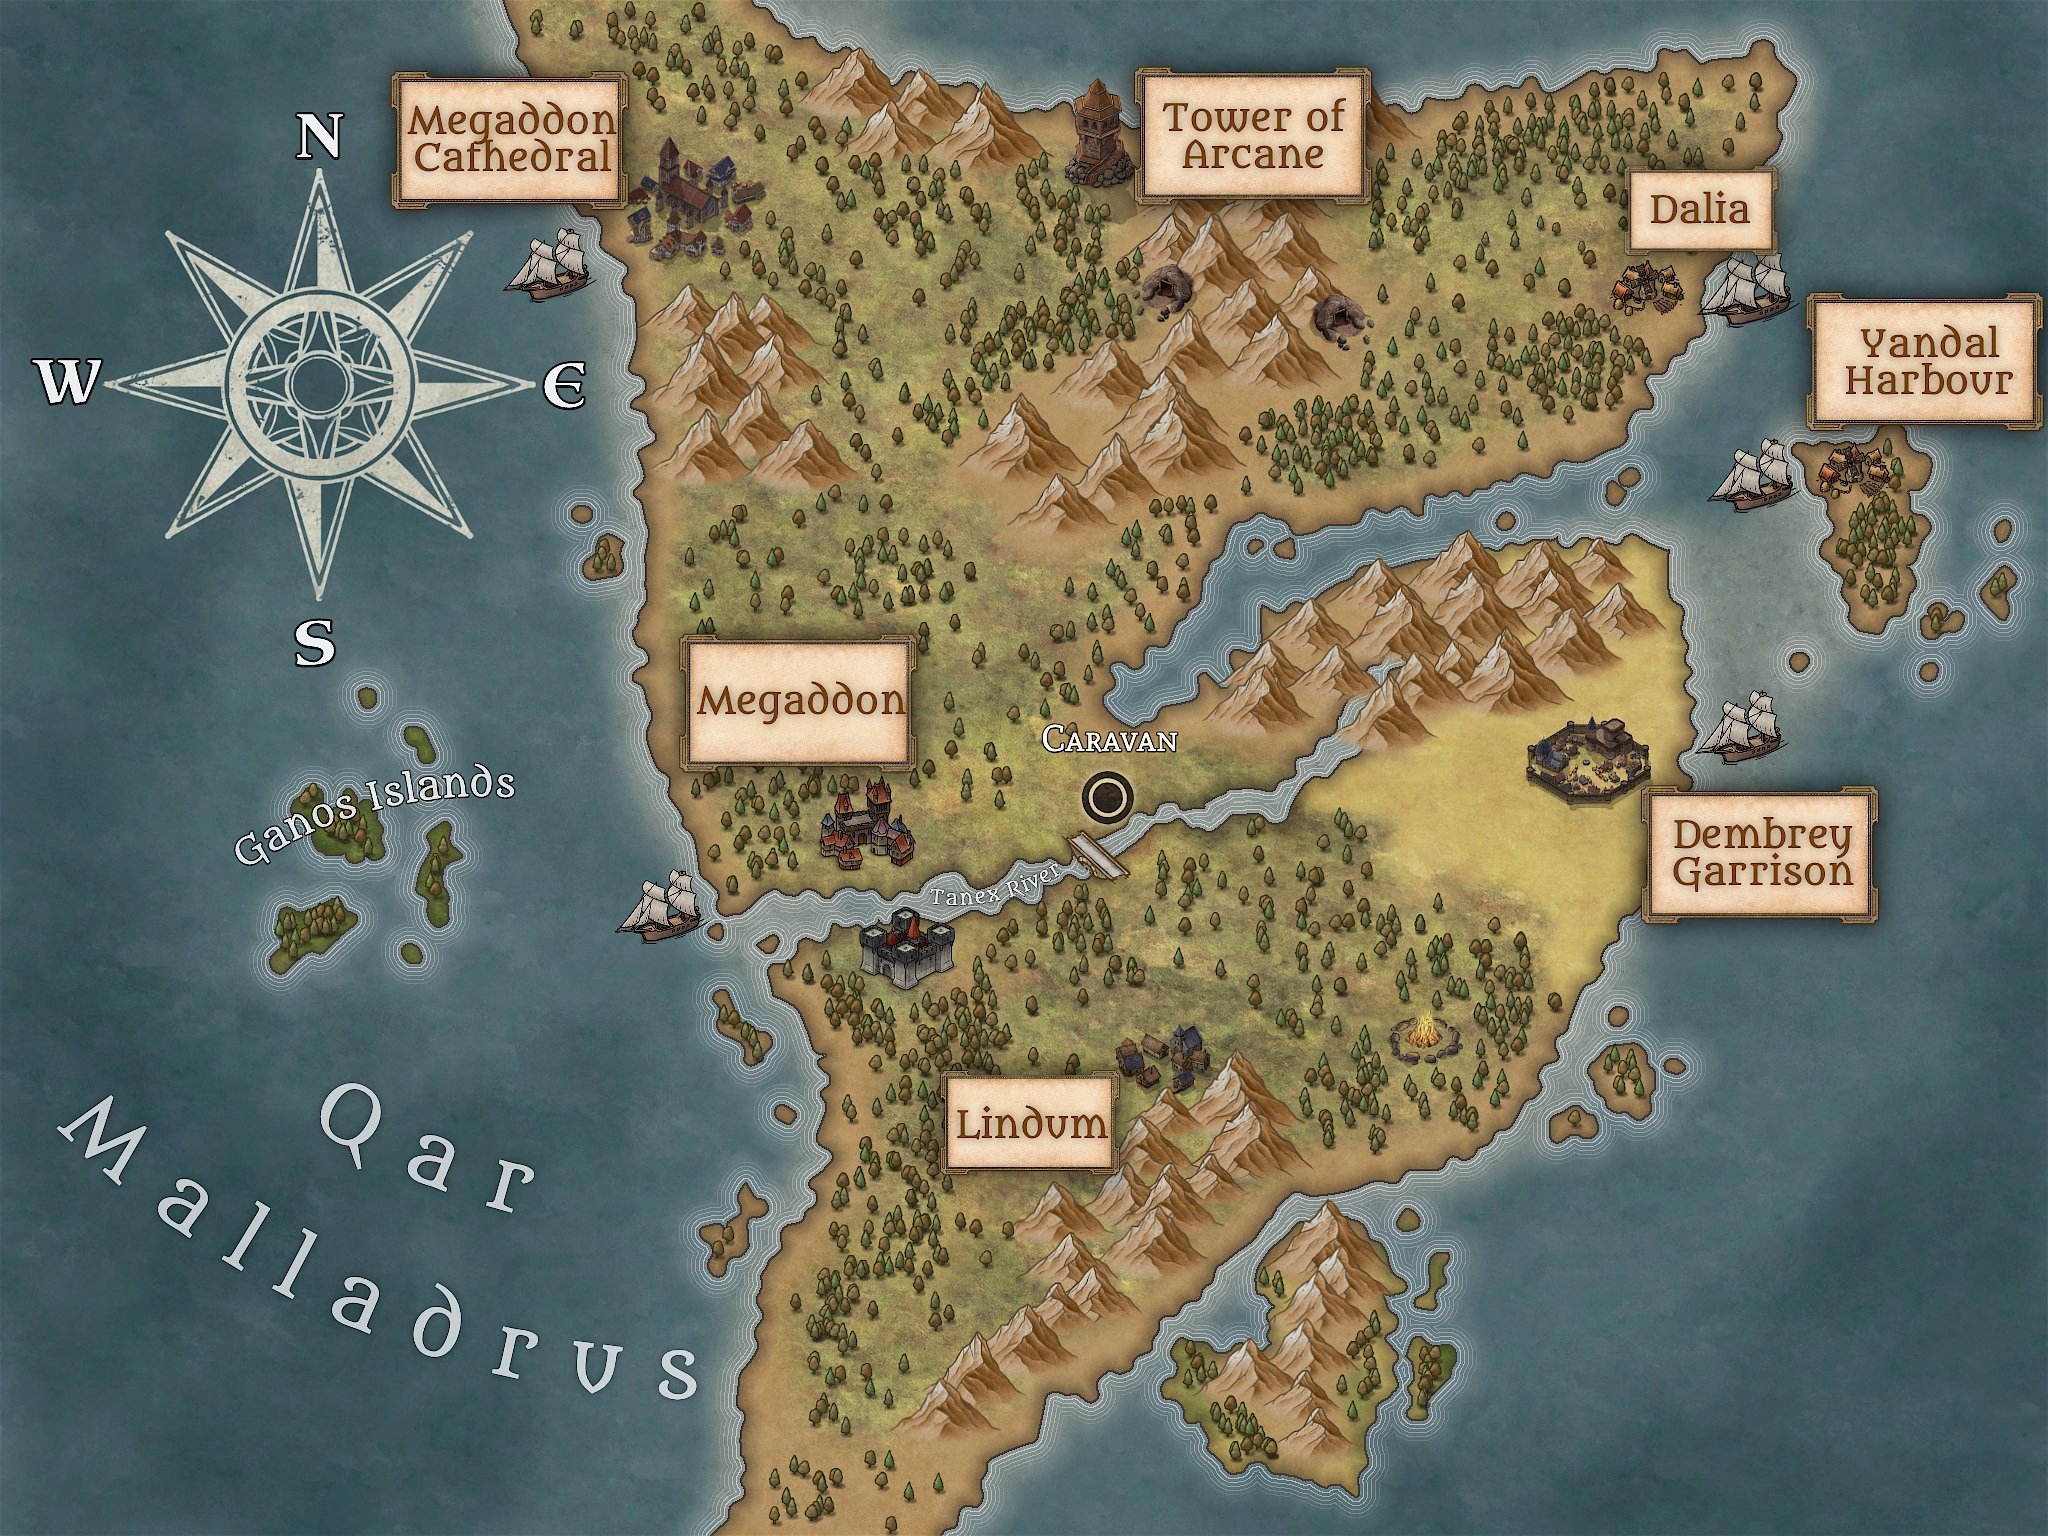 N
W
E
S
Megaddon
Cathedral
Tower of
Arcane
Dalia
Yandal
Harbour
Megaddon
Caravan
Ganos Islands
Tanex River
Dembrey
Garrison
Lindum
Qar
Malladrus